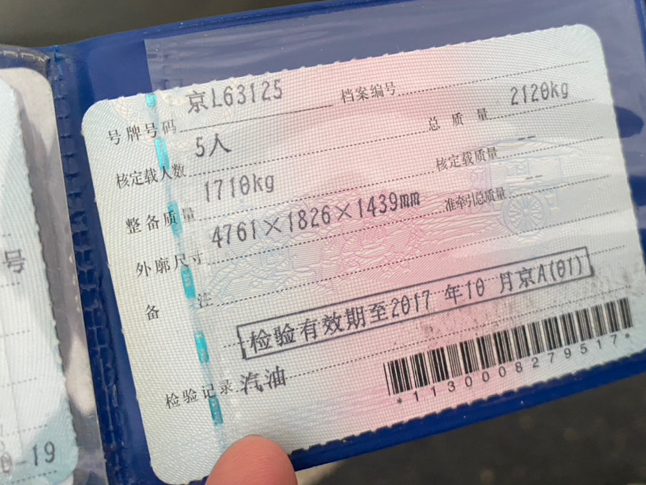 号牌号码 京L63125 档案编号
核定载人数 5人 总质量 2120kg
整备质量 1710kg 核定载质量 --
外廓尺寸 4761×1826×1439mm 准牵引总质量 --
备注
检验有效期至2017年10月京A(01)
检验记录 汽油
*1130008279517*
号
-19